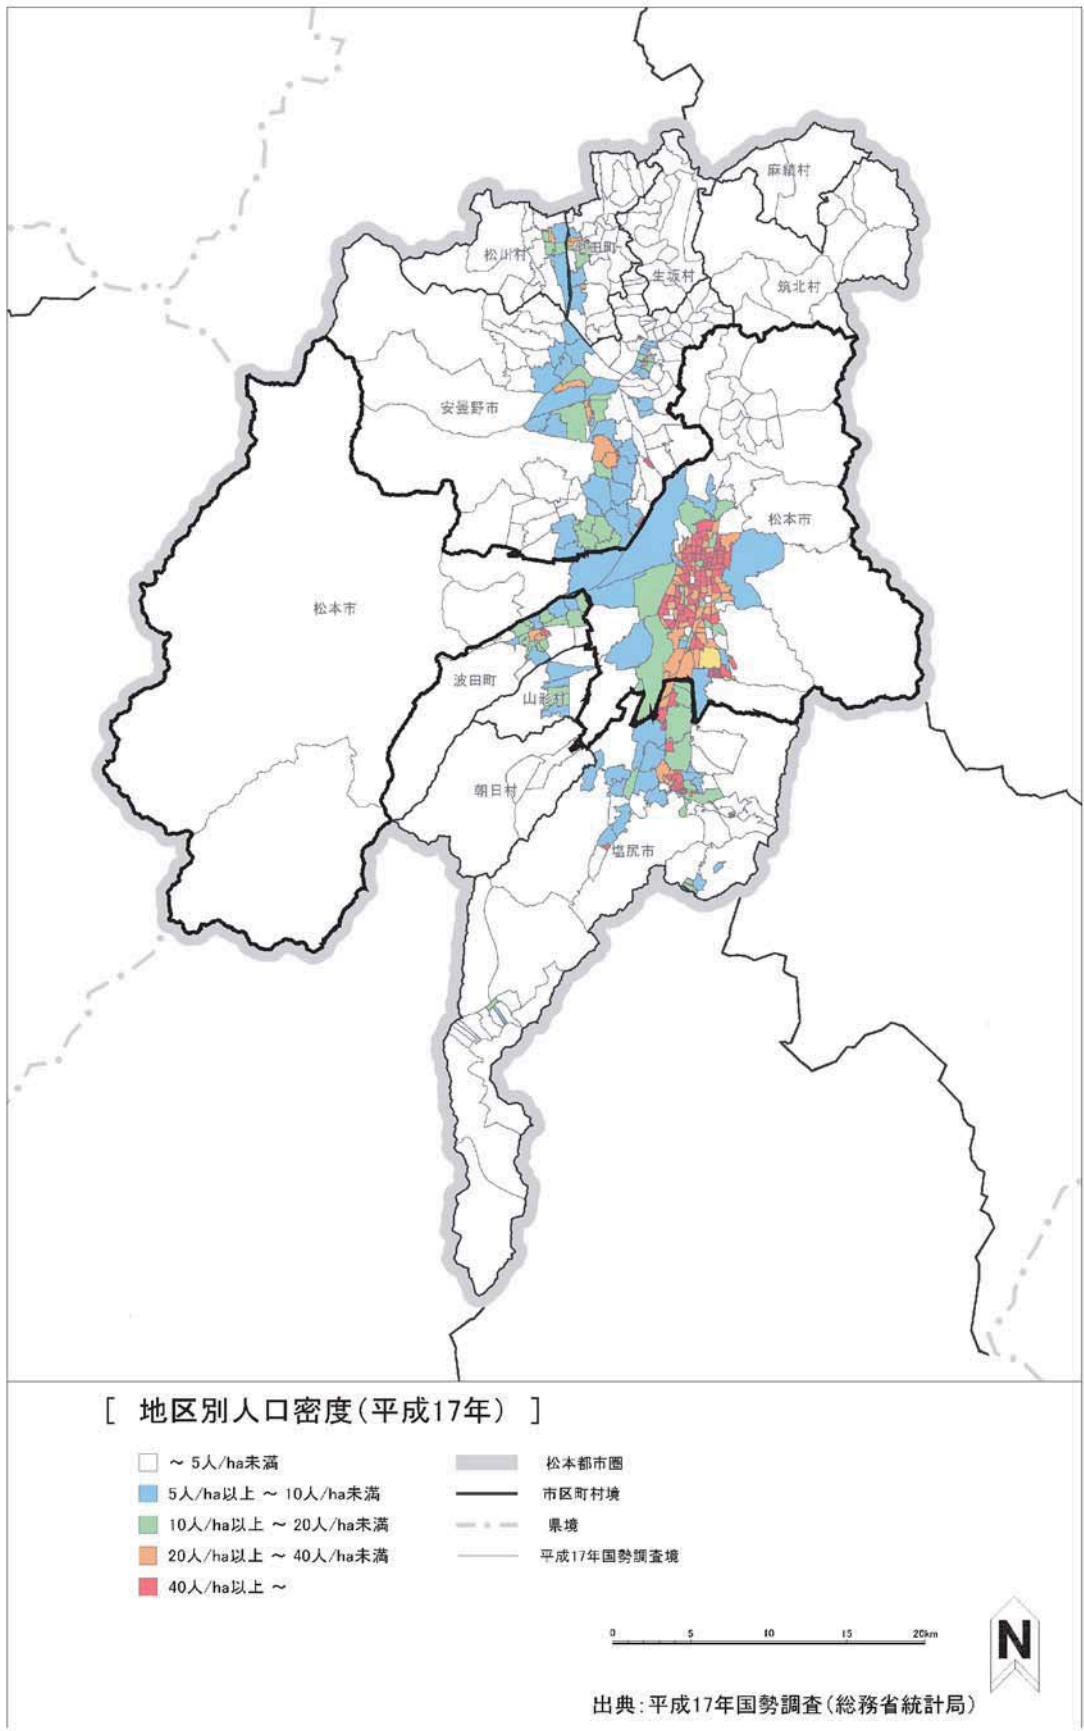 麻績村
松川村
池田町
生坂村
筑北村
安曇野市
松本市
松本市
波田町
山形村
朝日村
塩尻市
[ 地区別人口密度(平成17年) ]
~ 5人/ha未満
5人/ha以上 ~ 10人/ha未満
10人/ha以上 ~ 20人/ha未満
20人/ha以上 ~ 40人/ha未満
40人/ha以上 ~
松本都市圏
市区町村境
県境
平成17年国勢調査境
0 5 10 15 20km
N
出典:平成17年国勢調査(総務省統計局)